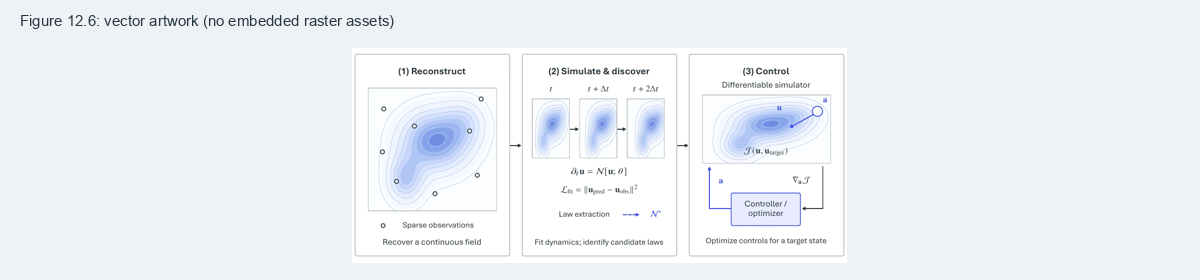 Figure 12.6: vector artwork (no embedded raster assets)
(1) Reconstruct
Sparse observations
Recover a continuous field
(2) Simulate & discover
t t + Δt t + 2Δt
∂ₜu = 𝒩[u; θ]
ℒfit = ‖upred − uobs‖²
Law extraction 𝒩*
Fit dynamics; identify candidate laws
(3) Control
Differentiable simulator
a
u
𝒥(u, utarget)
a ∇ₐ𝒥
Controller /
optimizer
Optimize controls for a target state